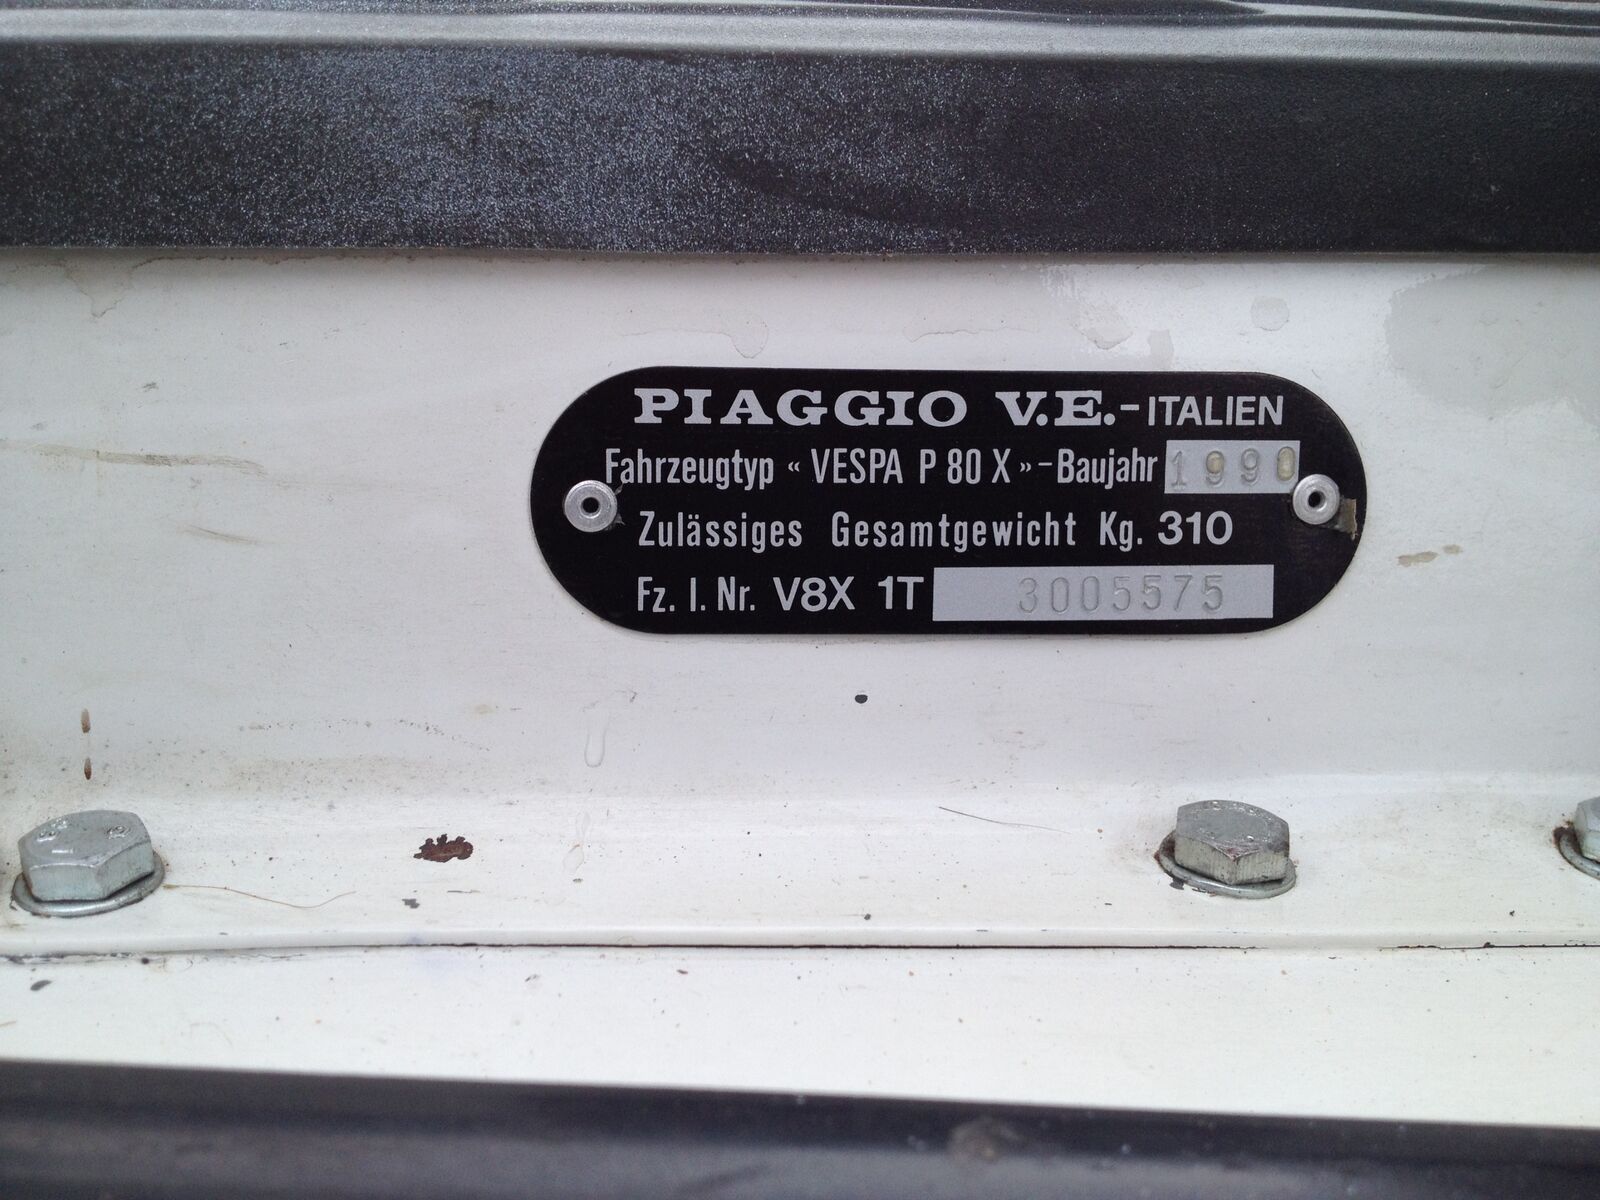 PIAGGIO V.E.-ITALIEN
Fahrzeugtyp « VESPA P 80 X »-Baujahr 1990
Zulässiges Gesamtgewicht Kg. 310
Fz. I. Nr. V8X 1T 3005575